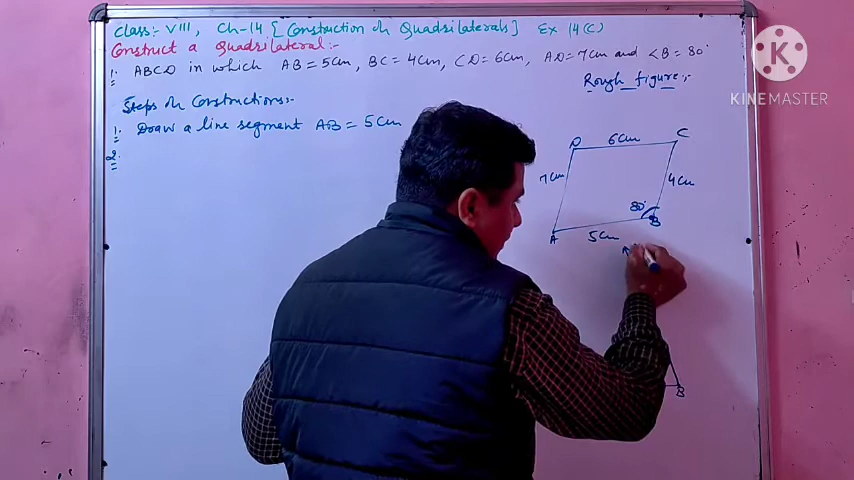 Class:- VIII, Ch-14 [Construction on Quadrilaterals] Ex 14(C)
Construct a Quadrilateral:-
1. ABCD in which AB = 5cm, BC = 4cm, CD = 6cm, AD = 7cm and ∠B = 80°
Rough figure:-
Steps on Constructions:-
1. Draw a line segment AB = 5cm
2.
D 6cm C
7cm 4cm
80°
A 5cm B
B
K
KINEMASTER